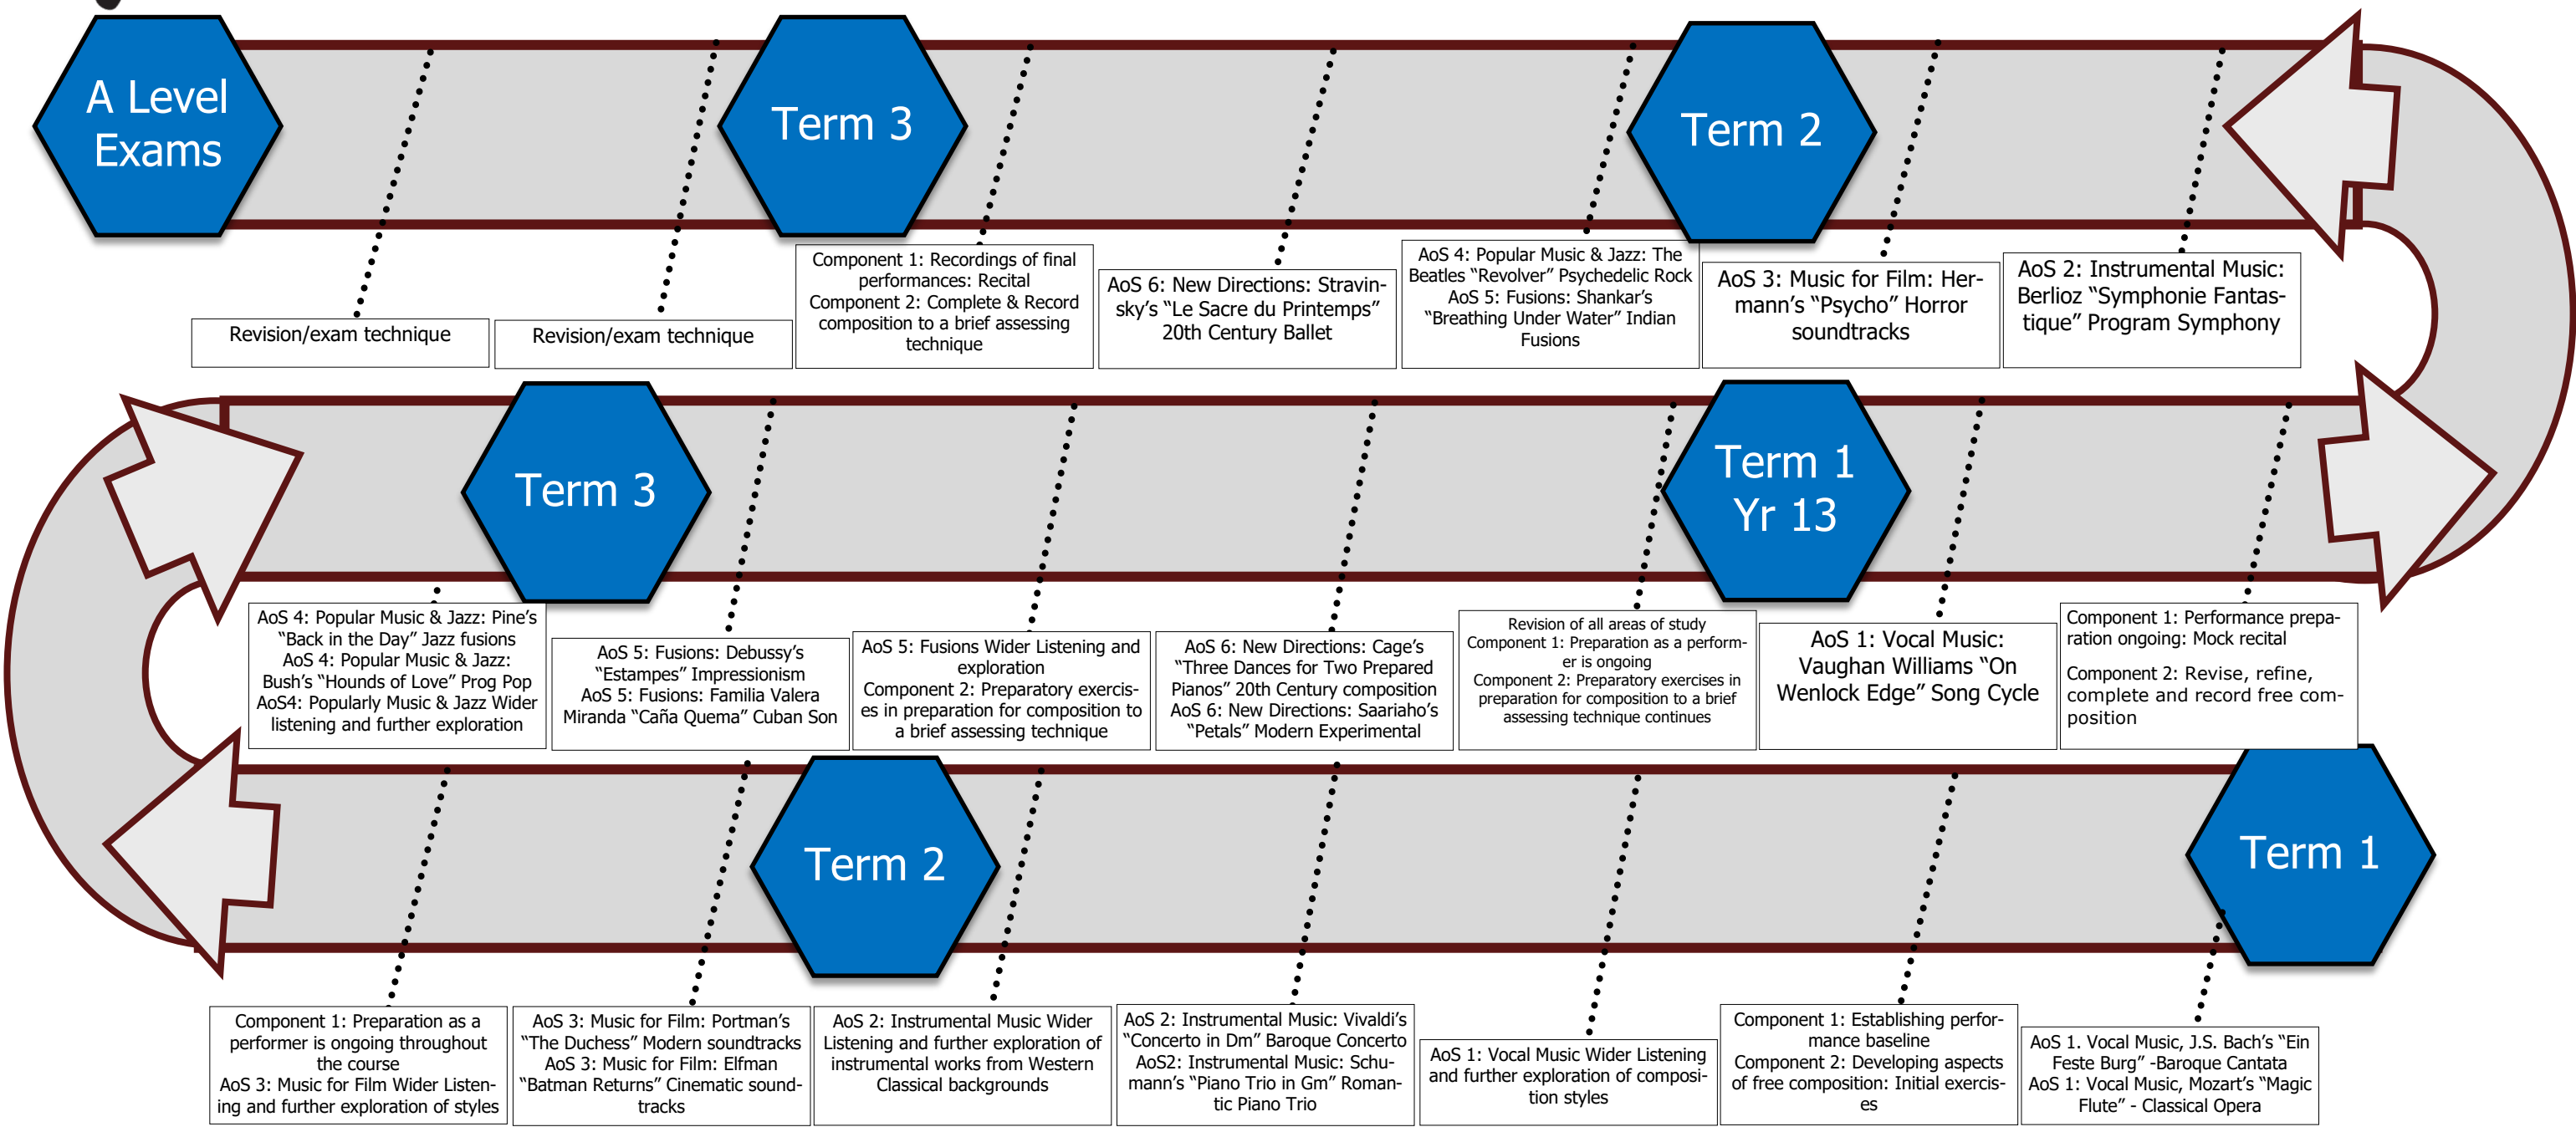 A Level
Exams
Term 3
Term 2
Revision/exam technique
Revision/exam technique
Component 1: Recordings of final
performances: Recital
Component 2: Complete & Record
composition to a brief assessing
technique
AoS 6: New Directions: Stravin-
sky's "Le Sacre du Printemps"
20th Century Ballet
AoS 4: Popular Music & Jazz: The
Beatles "Revolver" Psychedelic Rock
AoS 5: Fusions: Shankar's
"Breathing Under Water" Indian
Fusions
AoS 3: Music for Film: Her-
mann's "Psycho" Horror
soundtracks
AoS 2: Instrumental Music:
Berlioz "Symphonie Fantas-
tique" Program Symphony
Term 3
Term 1
Yr 13
AoS 4: Popular Music & Jazz: Pine's
"Back in the Day" Jazz fusions
AoS 4: Popular Music & Jazz:
Bush's "Hounds of Love" Prog Pop
AoS4: Popularly Music & Jazz Wider
listening and further exploration
AoS 5: Fusions: Debussy's
"Estampes" Impressionism
AoS 5: Fusions: Familia Valera
Miranda "Caña Quema" Cuban Son
AoS 5: Fusions Wider Listening and
exploration
Component 2: Preparatory exercis-
es in preparation for composition to
a brief assessing technique
AoS 6: New Directions: Cage's
"Three Dances for Two Prepared
Pianos" 20th Century composition
AoS 6: New Directions: Saariaho's
"Petals" Modern Experimental
Revision of all areas of study
Component 1: Preparation as a perform-
er is ongoing
Component 2: Preparatory exercises in
preparation for composition to a brief
assessing technique continues
AoS 1: Vocal Music:
Vaughan Williams "On
Wenlock Edge" Song Cycle
Component 1: Performance prepa-
ration ongoing: Mock recital
Component 2: Revise, refine,
complete and record free com-
position
Term 2
Term 1
Component 1: Preparation as a
performer is ongoing throughout
the course
AoS 3: Music for Film Wider Listen-
ing and further exploration of styles
AoS 3: Music for Film: Portman's
"The Duchess" Modern soundtracks
AoS 3: Music for Film: Elfman
"Batman Returns" Cinematic sound-
tracks
AoS 2: Instrumental Music Wider
Listening and further exploration of
instrumental works from Western
Classical backgrounds
AoS 2: Instrumental Music: Vivaldi's
"Concerto in Dm" Baroque Concerto
AoS2: Instrumental Music: Schu-
mann's "Piano Trio in Gm" Roman-
tic Piano Trio
AoS 1: Vocal Music Wider Listening
and further exploration of composi-
tion styles
Component 1: Establishing perfor-
mance baseline
Component 2: Developing aspects
of free composition: Initial exercis-
es
AoS 1. Vocal Music, J.S. Bach's "Ein
Feste Burg" -Baroque Cantata
AoS 1: Vocal Music, Mozart's "Magic
Flute" - Classical Opera